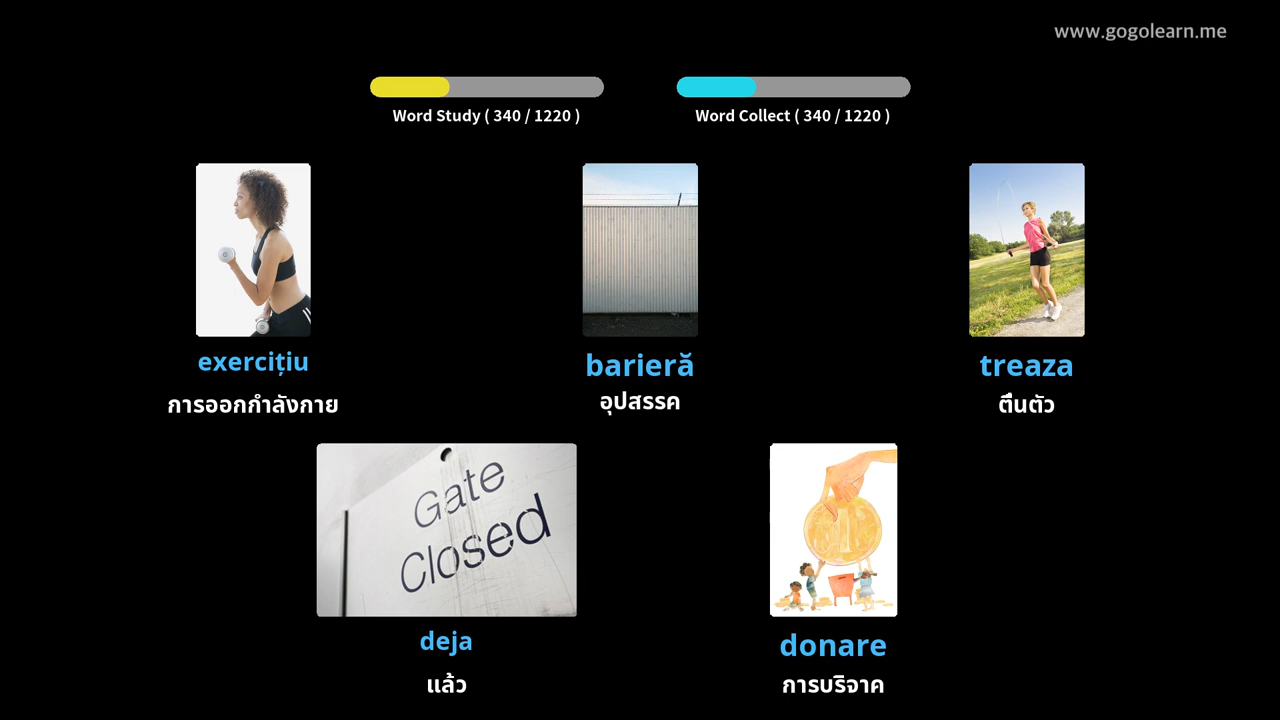 www.gogolearn.me
Word Study ( 340 / 1220 )
Word Collect ( 340 / 1220 )
exercițiu
barieră
treaza
การออกกำลังกาย
อุปสรรค
ตื่นตัว
Gate
Closed
deja
donare
แล้ว
การบริจาค